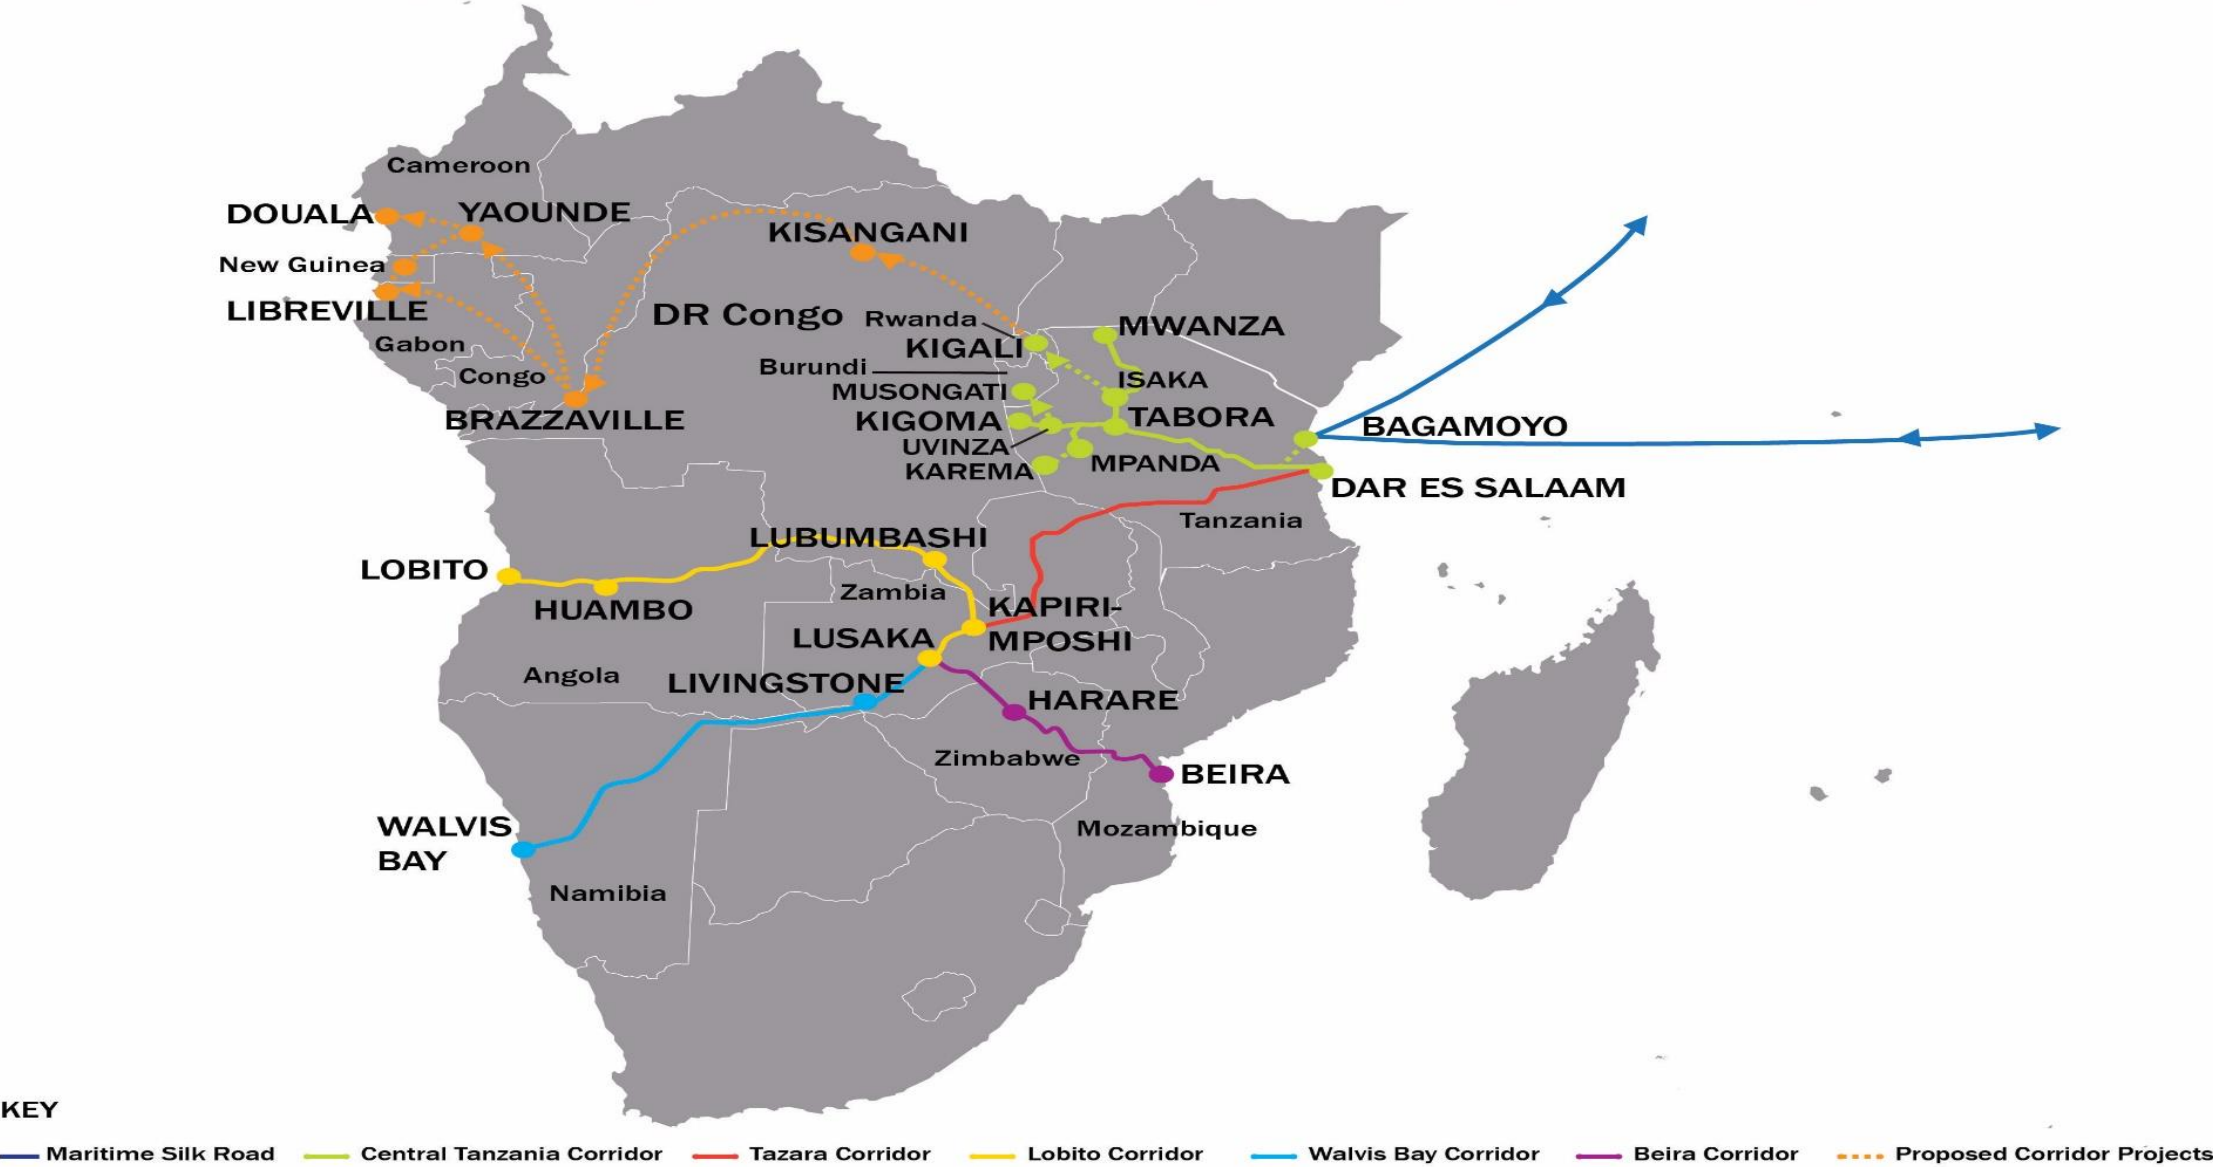 Cameroon
DOUALA
YAOUNDE
KISANGANI
New Guinea
LIBREVILLE
DR Congo
Rwanda
MWANZA
Gabon
KIGALI
Burundi
Congo
ISAKA
MUSONGATI
BRAZZAVILLE
KIGOMA
TABORA
BAGAMOYO
UVINZA
KAREMA
MPANDA
DAR ES SALAAM
Tanzania
LUBUMBASHI
LOBITO
Zambia
HUAMBO
KAPIRI-
MPOSHI
LUSAKA
Angola
LIVINGSTONE
HARARE
Zimbabwe
BEIRA
WALVIS
BAY
Mozambique
Namibia
KEY
Maritime Silk Road Central Tanzania Corridor Tazara Corridor Lobito Corridor Walvis Bay Corridor Beira Corridor Proposed Corridor Projects